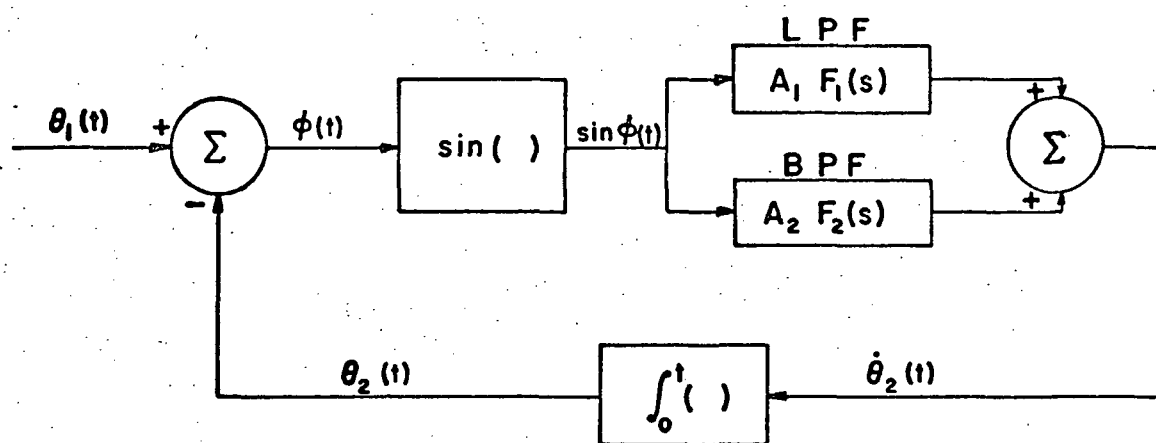 L P F
A₁ F₁(s)
θ₁(t)
+
-
Σ
ϕ(t)
sin( )
sin ϕ(t)
B P F
A₂ F₂(s)
+
+
Σ
θ₂(t)
∫₀ᵗ( )
θ̇₂(t)